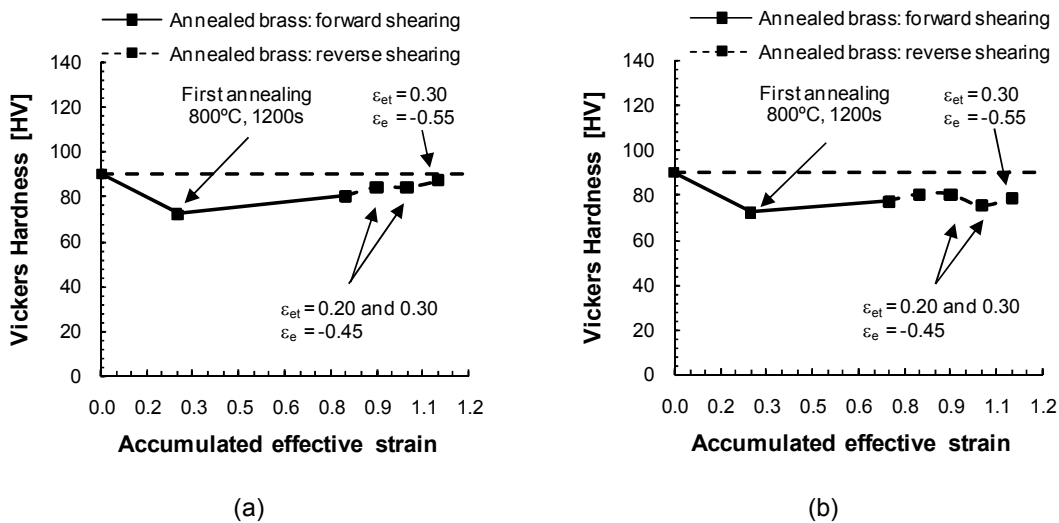 Annealed brass: forward shearing
Annealed brass: reverse shearing
Vickers Hardness [HV]
140
120
100
80
60
40
20
0
First annealing
800ºC, 1200s
εet = 0.30
εe = -0.55
εet = 0.20 and 0.30
εe = -0.45
0.0 0.2 0.3 0.5 0.6 0.8 0.9 1.1 1.2
Accumulated effective strain
(a)
Annealed brass: forward shearing
Annealed brass: reverse shearing
Vickers Hardness [HV]
140
120
100
80
60
40
20
0
First annealing
800ºC, 1200s
εet = 0.30
εe = -0.55
εet = 0.20 and 0.30
εe = -0.45
0.0 0.2 0.3 0.5 0.6 0.8 0.9 1.1 1.2
Accumulated effective strain
(b)